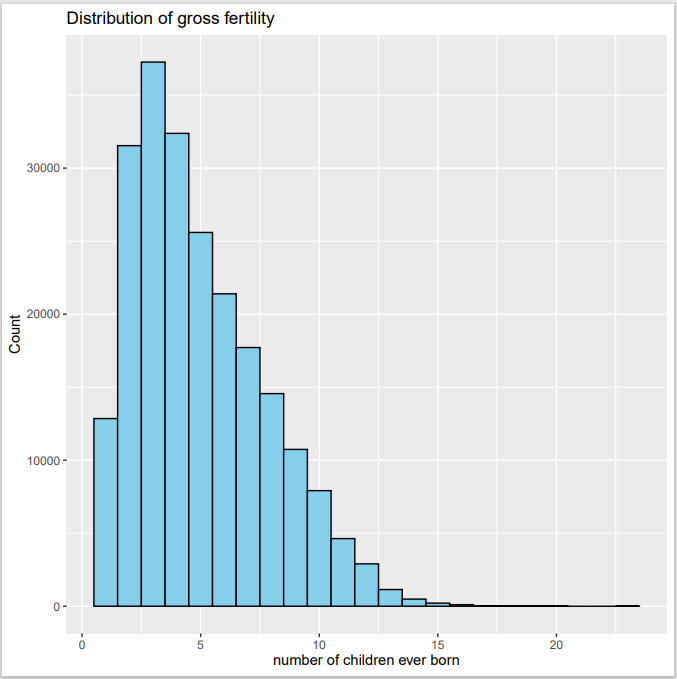 Distribution of gross fertility
30000
20000
10000
0
Count
0 5 10 15 20
number of children ever born